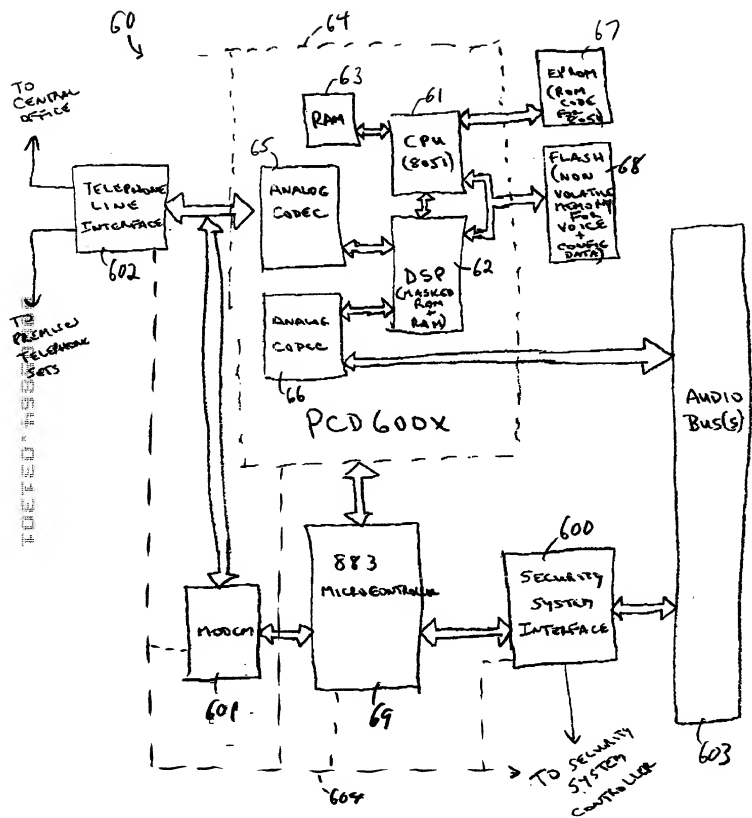 60
64
67
TO
CENTRAL
OFFICE
63
RAM
61
CPU
(8051)
EPROM
(ROM
CODE
FOR
8051)
65
ANALOG
CODEC
TELEPHONE
LINE
INTERFACE
602
FLASH
(NON
VOLATILE
MEMORY
FOR
VOICE
+
CONFIG
DATA)
68
DSP
(MASKED
RAM
+
RAM)
62
TO
PREMISES
TELEPHONE
SETS
ANALOG
CODEC
66
PCD600X
AUDIO
BUS(s)
883
MICROCONTROLLER
69
600
SECURITY
SYSTEM
INTERFACE
MODEM
601
603
604
TO SECURITY
SYSTEM
CONTROLLER